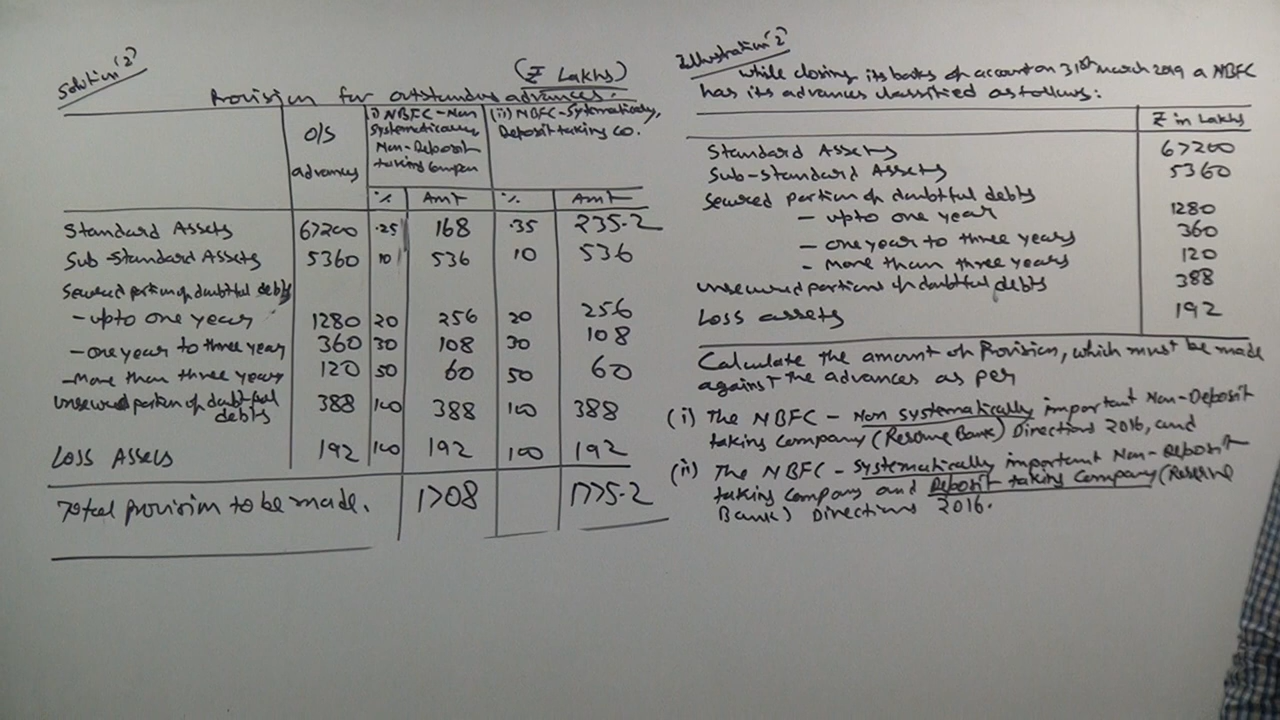 Solution '2'
(₹ Lakhs)
Provision for outstanding advances.
O/S advances
(i) NBFC - Non Systematically Non-Deposit taking Compan
(ii) NBFC - Systematically, Deposit taking co.
% Amt % Amt
Standard Assets 67200 .25 168 .35 235.2
Sub-Standard Assets 5360 10 536 10 536
Secured portion of doubtful debts
- upto one year 1280 20 256 20 256
- one year to three year 360 30 108 30 108
- More than three years 120 50 60 50 60
unsecured portion of doubtful debts 388 100 388 100 388
Loss Assets 192 100 192 100 192
Total provision to be made. 1708 1775.2
Illustration '2'
While closing its books of account on 31st March 2019 a NBFC
has its advances classified as follows:
₹ in Lakhs
Standard Assets 67200
Sub-Standard Assets 5360
Secured portion of doubtful debts
- upto one year 1280
- one year to three years 360
- More than three years 120
unsecured portions of doubtful debts 388
Loss assets 192
Calculate the amount of Provision, which must be made
against the advances as per
(i) The NBFC - Non Systematically important Non-Deposit
taking Company (Reserve Bank) Directions 2016, and
(ii) The NBFC - Systematically important Non-Deposit
taking Company and Deposit taking Company (Reserve
Bank) Directions 2016.